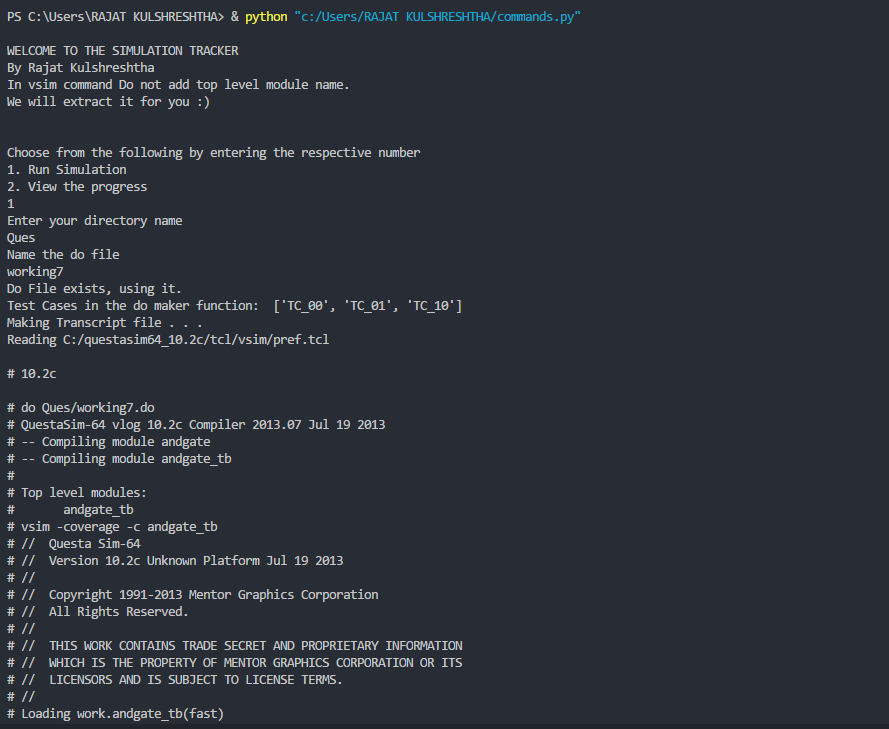 PS C:\Users\RAJAT KULSHRESHTHA> & python "c:/Users/RAJAT KULSHRESHTHA/commands.py"
WELCOME TO THE SIMULATION TRACKER
By Rajat Kulshreshtha
In vsim command Do not add top level module name.
We will extract it for you :)
Choose from the following by entering the respective number
1. Run Simulation
2. View the progress
1
Enter your directory name
Ques
Name the do file
working7
Do File exists, using it.
Test Cases in the do maker function:  ['TC_00', 'TC_01', 'TC_10']
Making Transcript file . . .
Reading C:/questasim64_10.2c/tcl/vsim/pref.tcl
# 10.2c
# do Ques/working7.do
# QuestaSim-64 vlog 10.2c Compiler 2013.07 Jul 19 2013
# -- Compiling module andgate
# -- Compiling module andgate_tb
#
# Top level modules:
#       andgate_tb
# vsim -coverage -c andgate_tb
# //  Questa Sim-64
# //  Version 10.2c Unknown Platform Jul 19 2013
# //
# //  Copyright 1991-2013 Mentor Graphics Corporation
# //  All Rights Reserved.
# //
# //  THIS WORK CONTAINS TRADE SECRET AND PROPRIETARY INFORMATION
# //  WHICH IS THE PROPERTY OF MENTOR GRAPHICS CORPORATION OR ITS
# //  LICENSORS AND IS SUBJECT TO LICENSE TERMS.
# //
# Loading work.andgate_tb(fast)